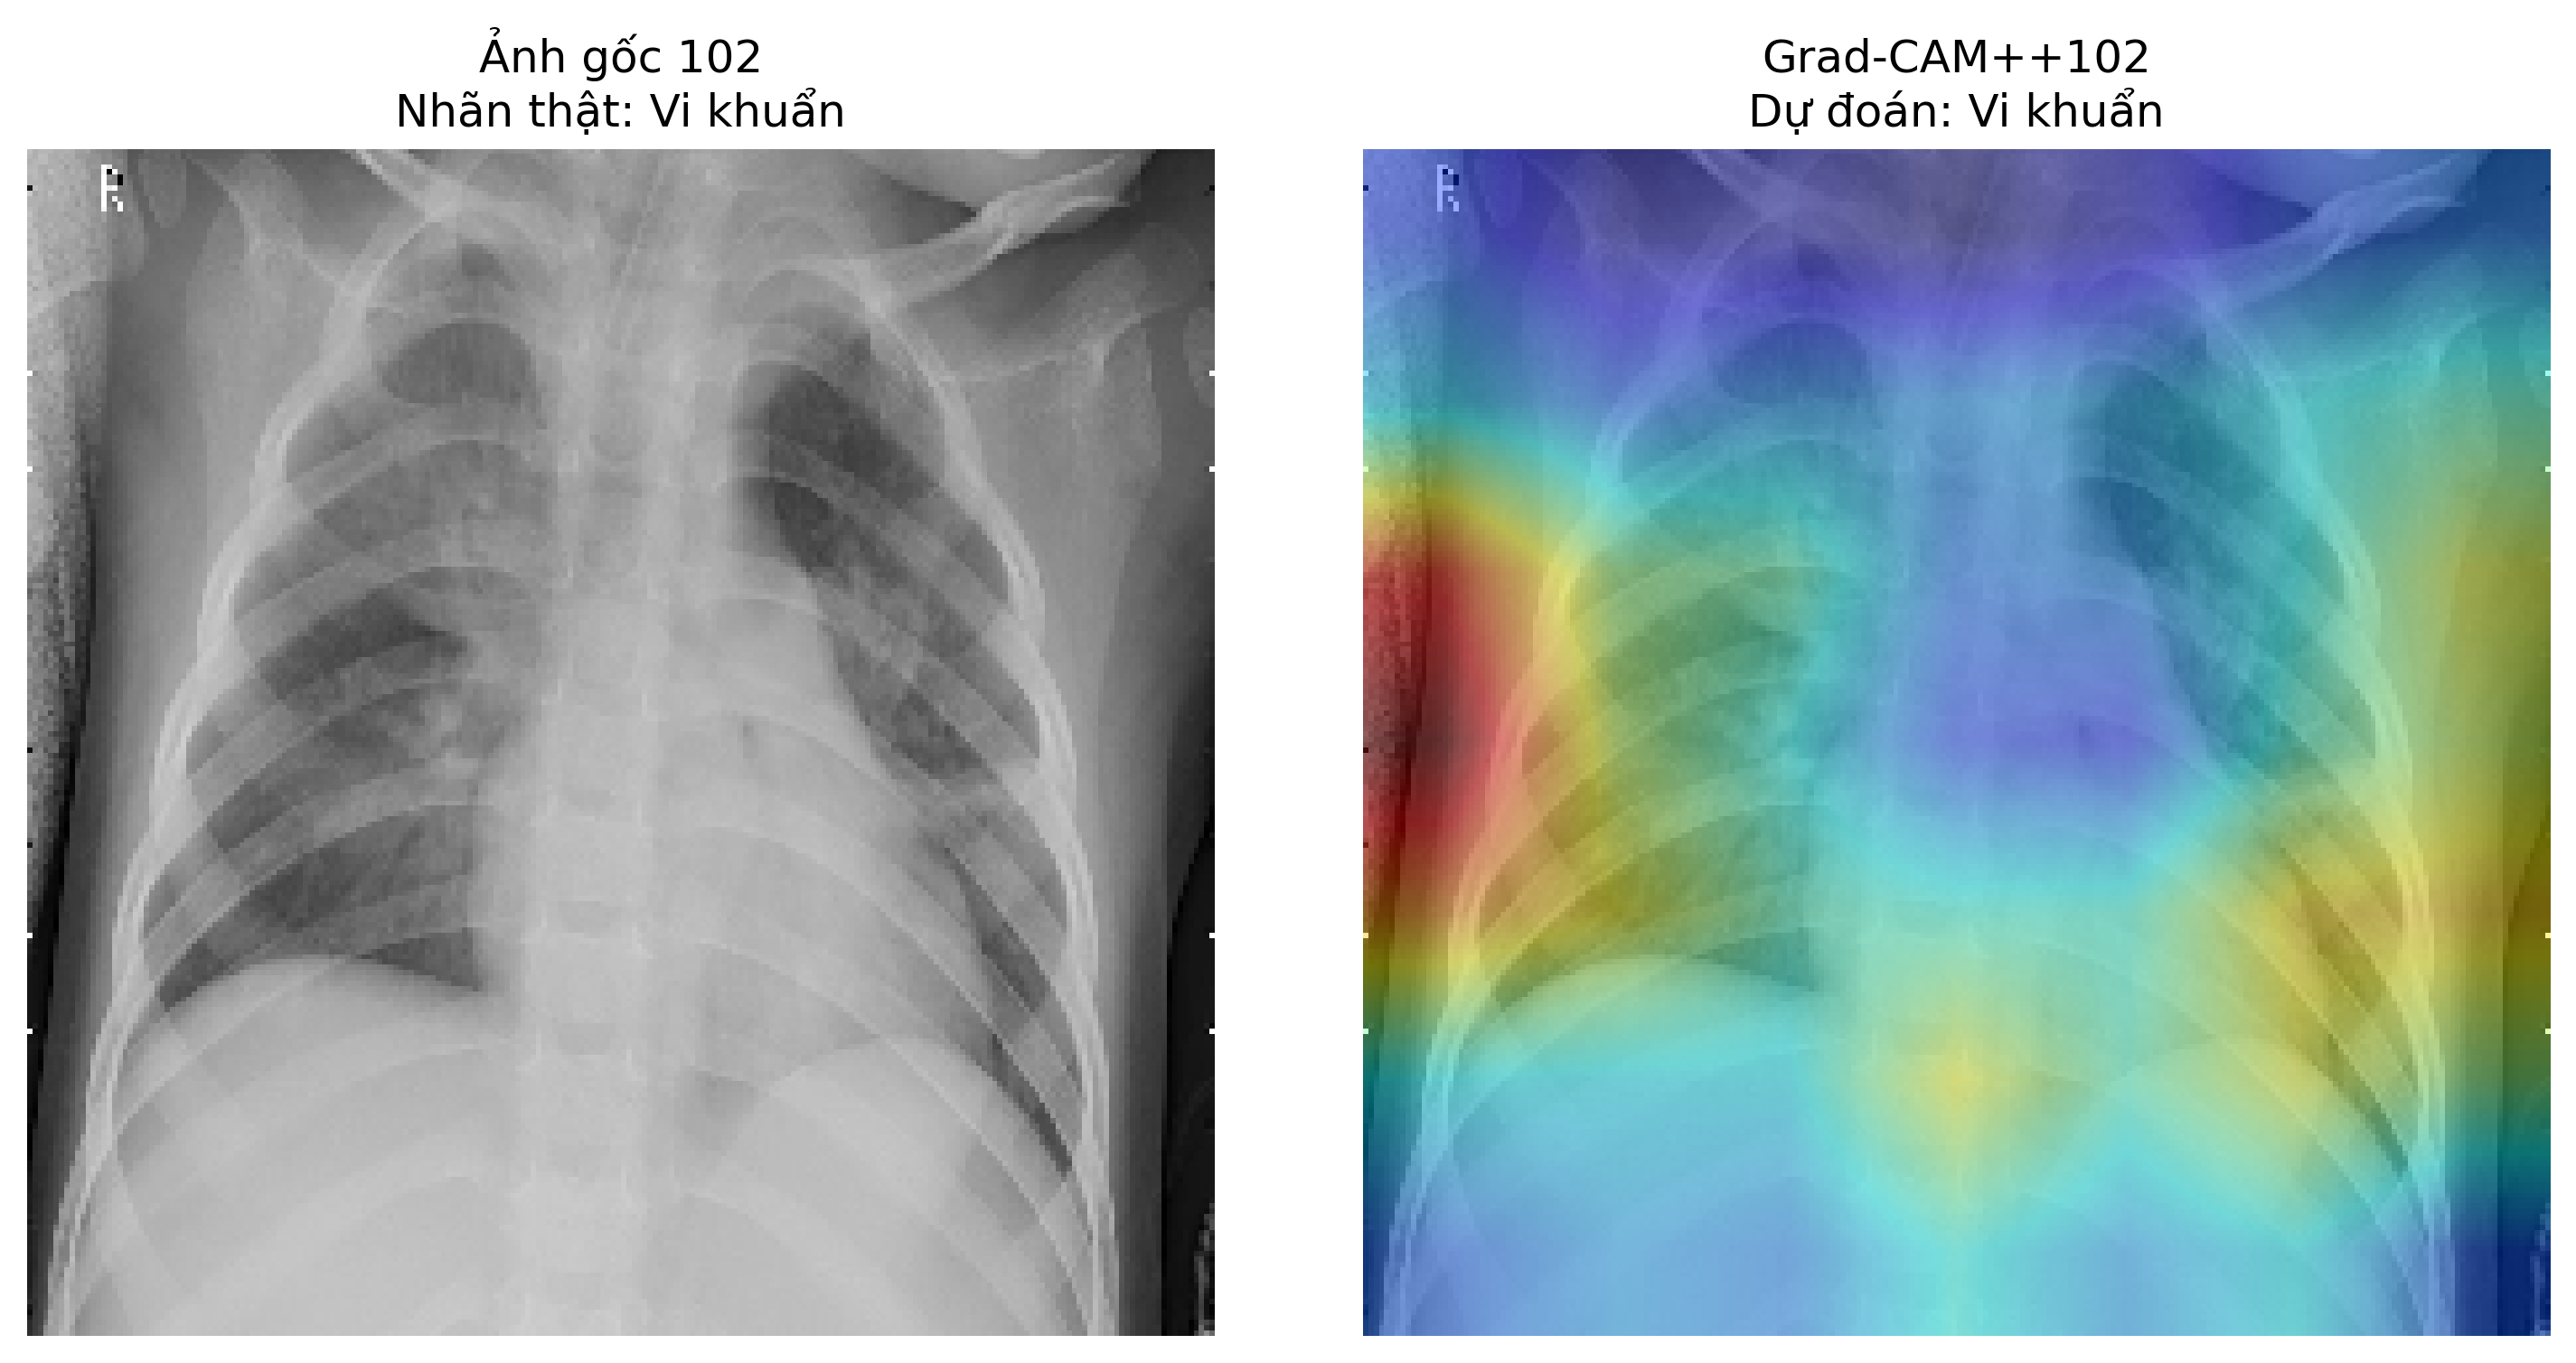 Ảnh gốc 102
Nhãn thật: Vi khuẩn
R
Grad-CAM++102
Dự đoán: Vi khuẩn
R